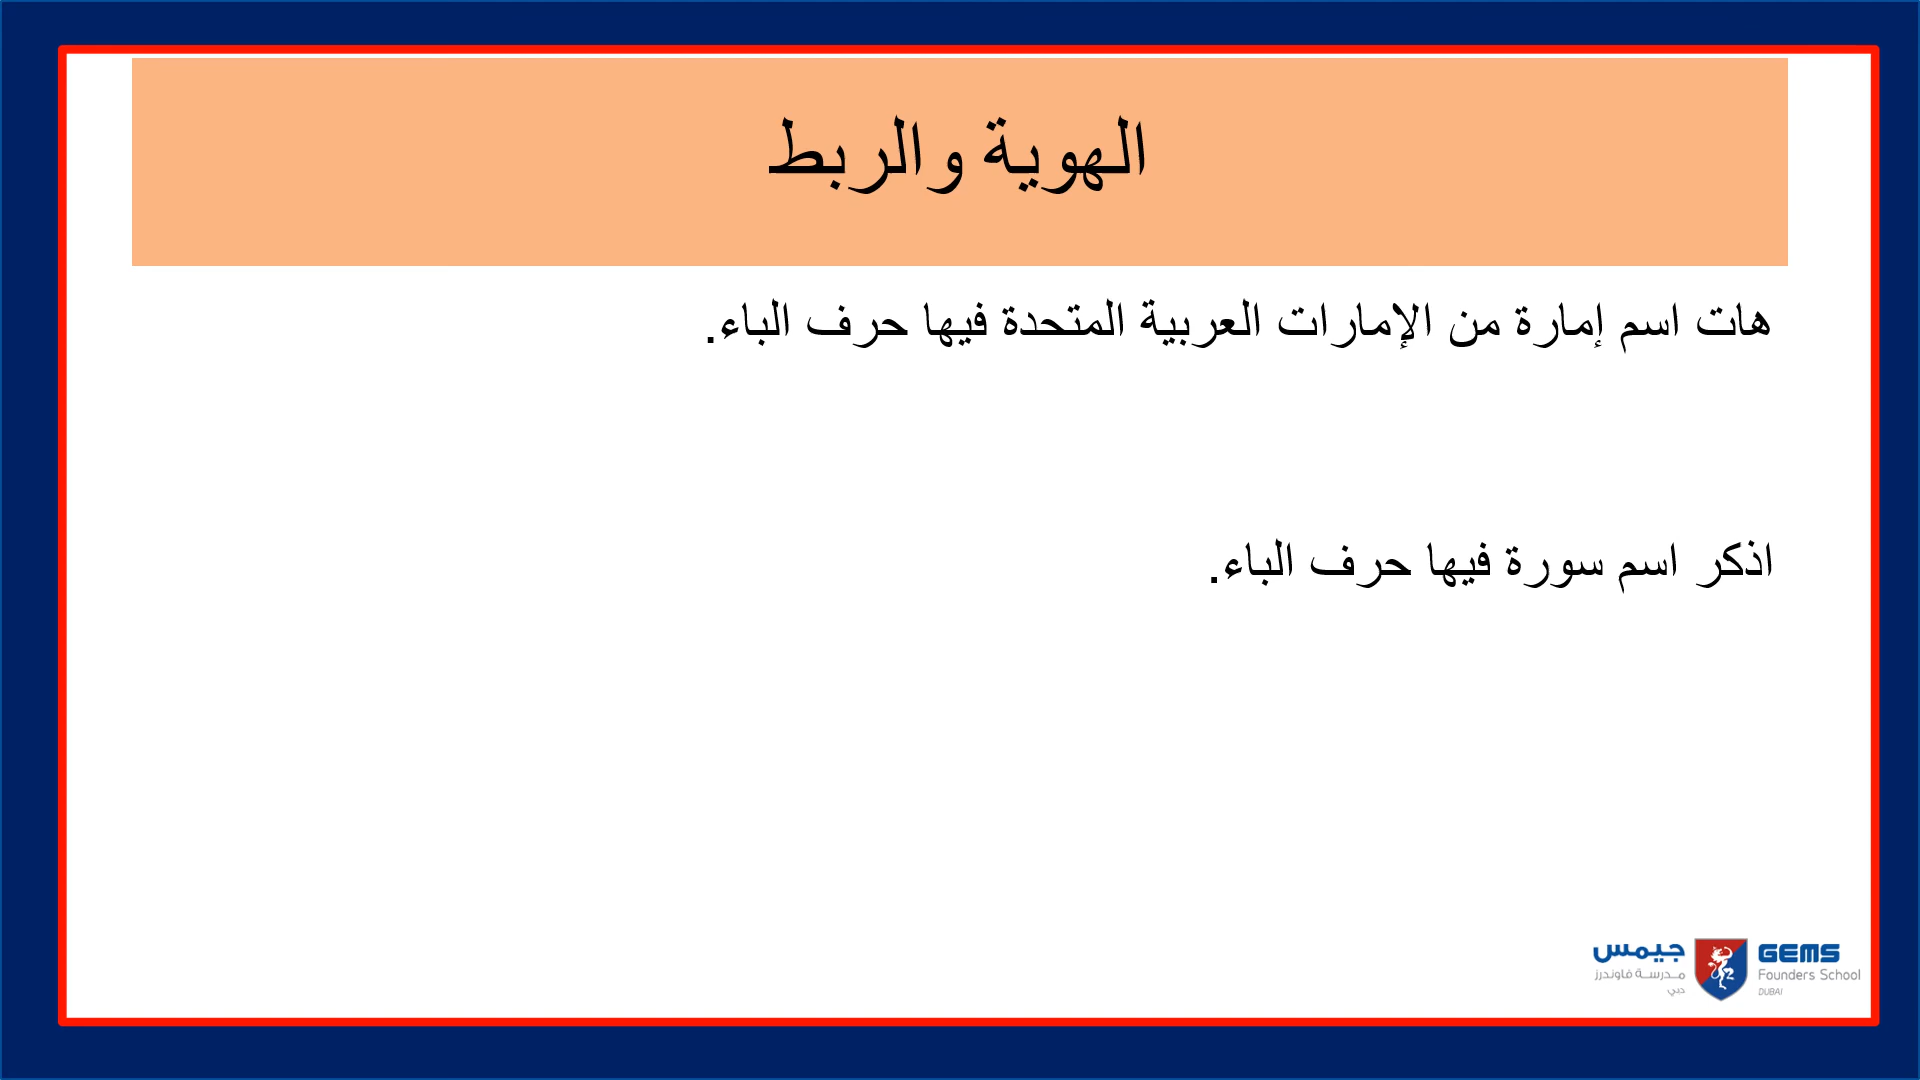 الهوية والربط
هات اسم إمارة من الإمارات العربية المتحدة فيها حرف الباء.
اذكر اسم سورة فيها حرف الباء.
جيمس
مدرسة فاوندرز
دبي
GEMS
Founders School
DUBAI